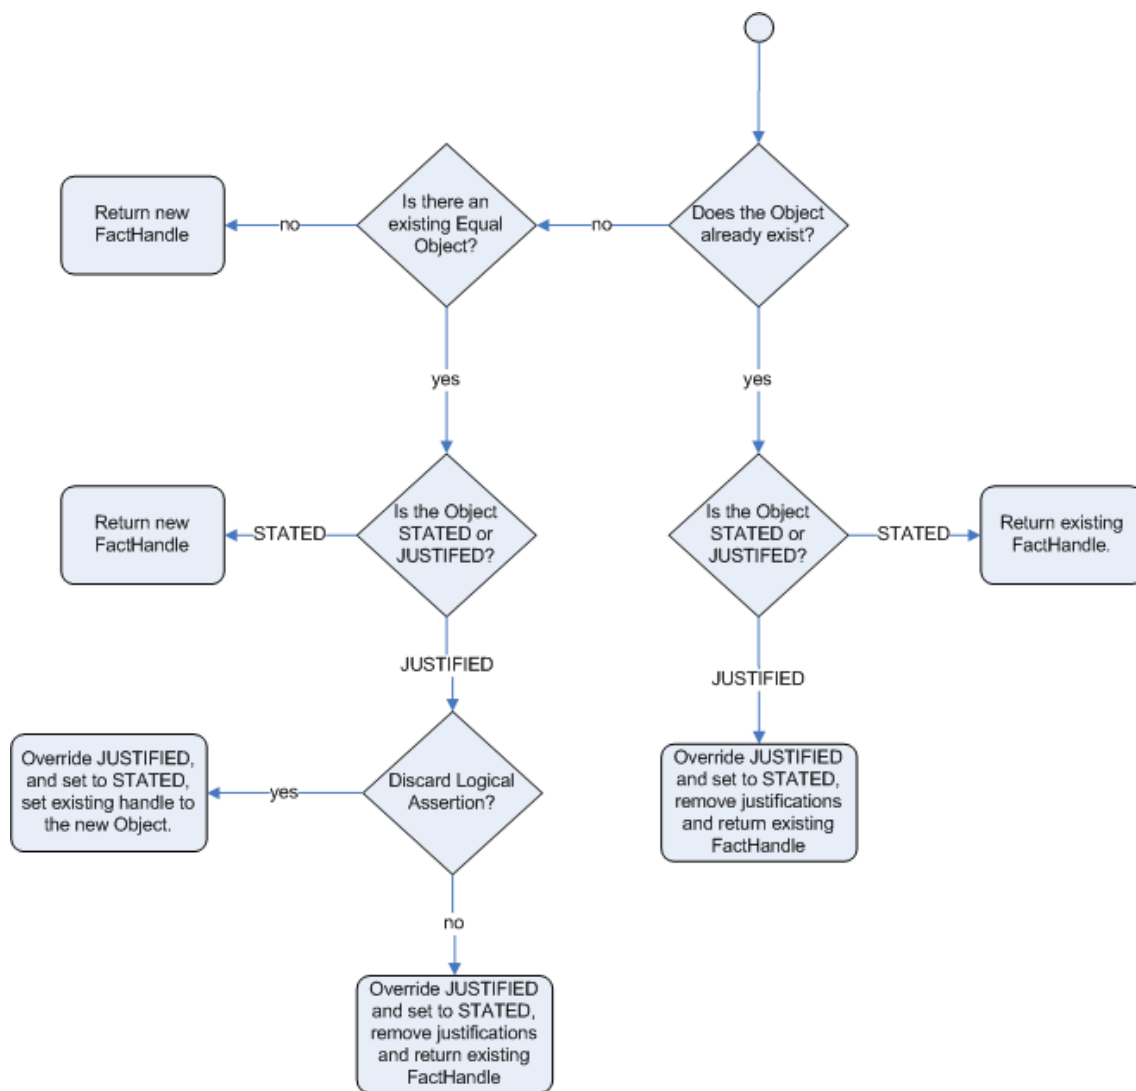 Does the Object
already exist?
no
Is there an
existing Equal
Object?
no
Return new
FactHandle
yes
yes
Return new
FactHandle
STATED
Is the Object
STATED or
JUSTIFED?
Is the Object
STATED or
JUSTIFED?
STATED
Return existing
FactHandle.
JUSTIFIED
JUSTIFIED
Override JUSTIFIED,
and set to STATED,
set existing handle to
the new Object.
yes
Discard Logical
Assertion?
Override JUSTIFIED
and set to STATED,
remove justifications
and return existing
FactHandle
no
Override JUSTIFIED
and set to STATED,
remove justifications
and return existing
FactHandle